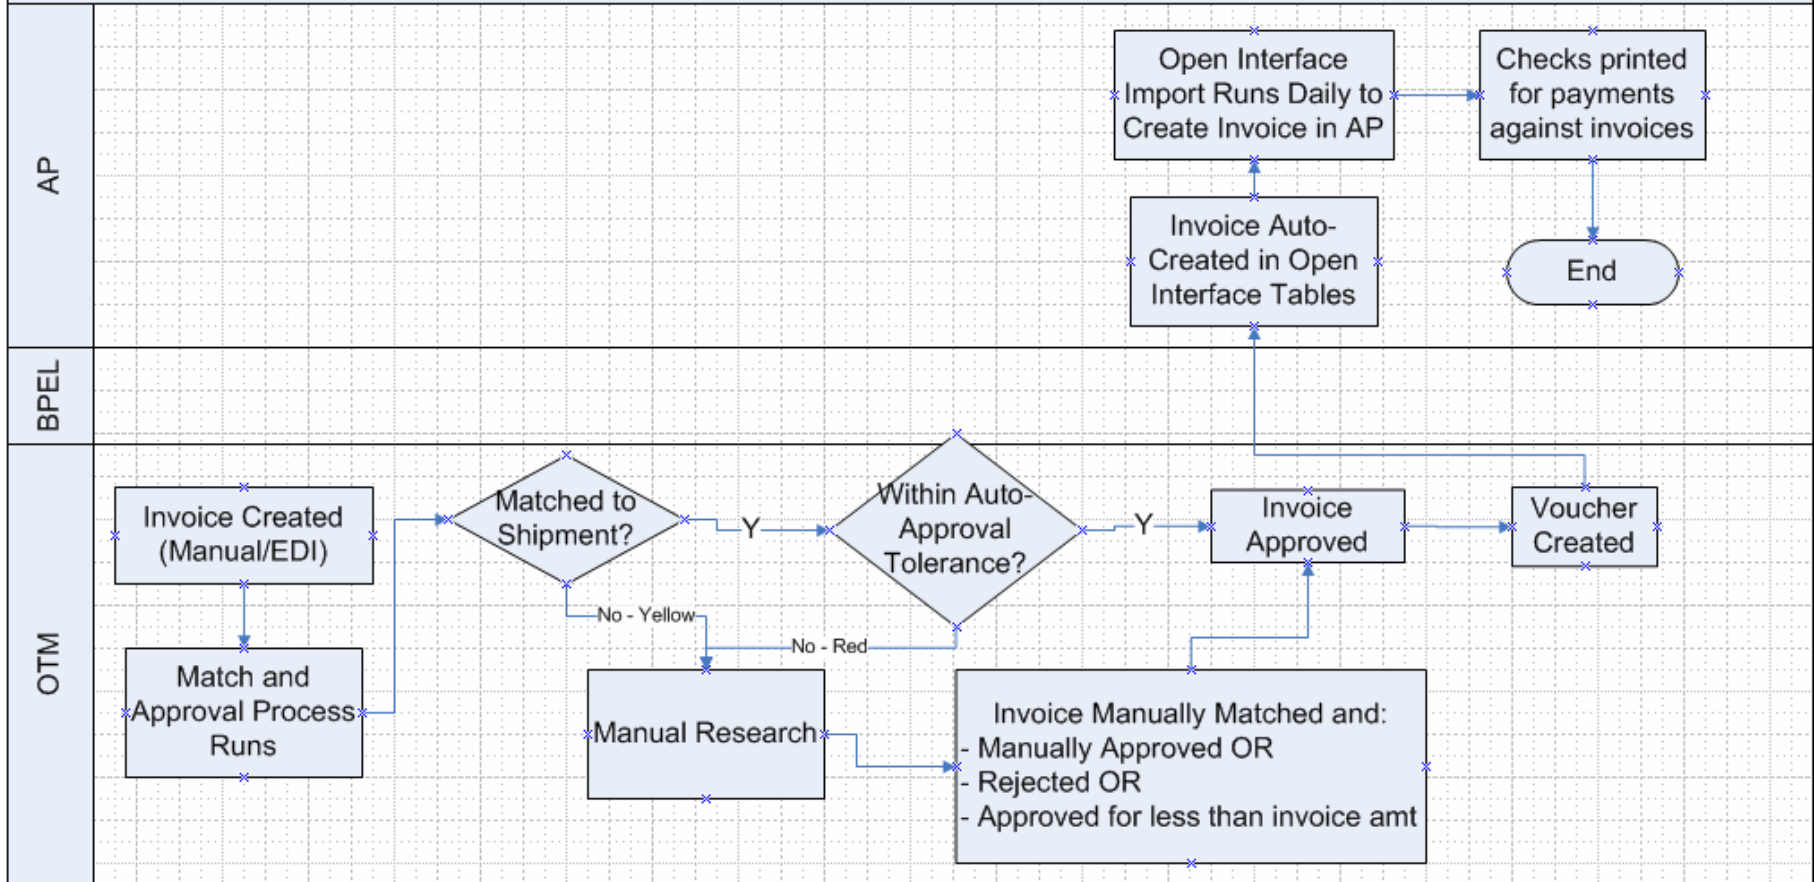 AP
Open Interface
Import Runs Daily to
Create Invoice in AP
Checks printed
for payments
against invoices
Invoice Auto-
Created in Open
Interface Tables
End
BPEL
OTM
Invoice Created
(Manual/EDI)
Matched to
Shipment?
Y
Within Auto-
Approval
Tolerance?
Y
Invoice
Approved
Voucher
Created
No - Yellow
No - Red
Match and
Approval Process
Runs
Manual Research
Invoice Manually Matched and:
- Manually Approved OR
- Rejected OR
- Approved for less than invoice amt